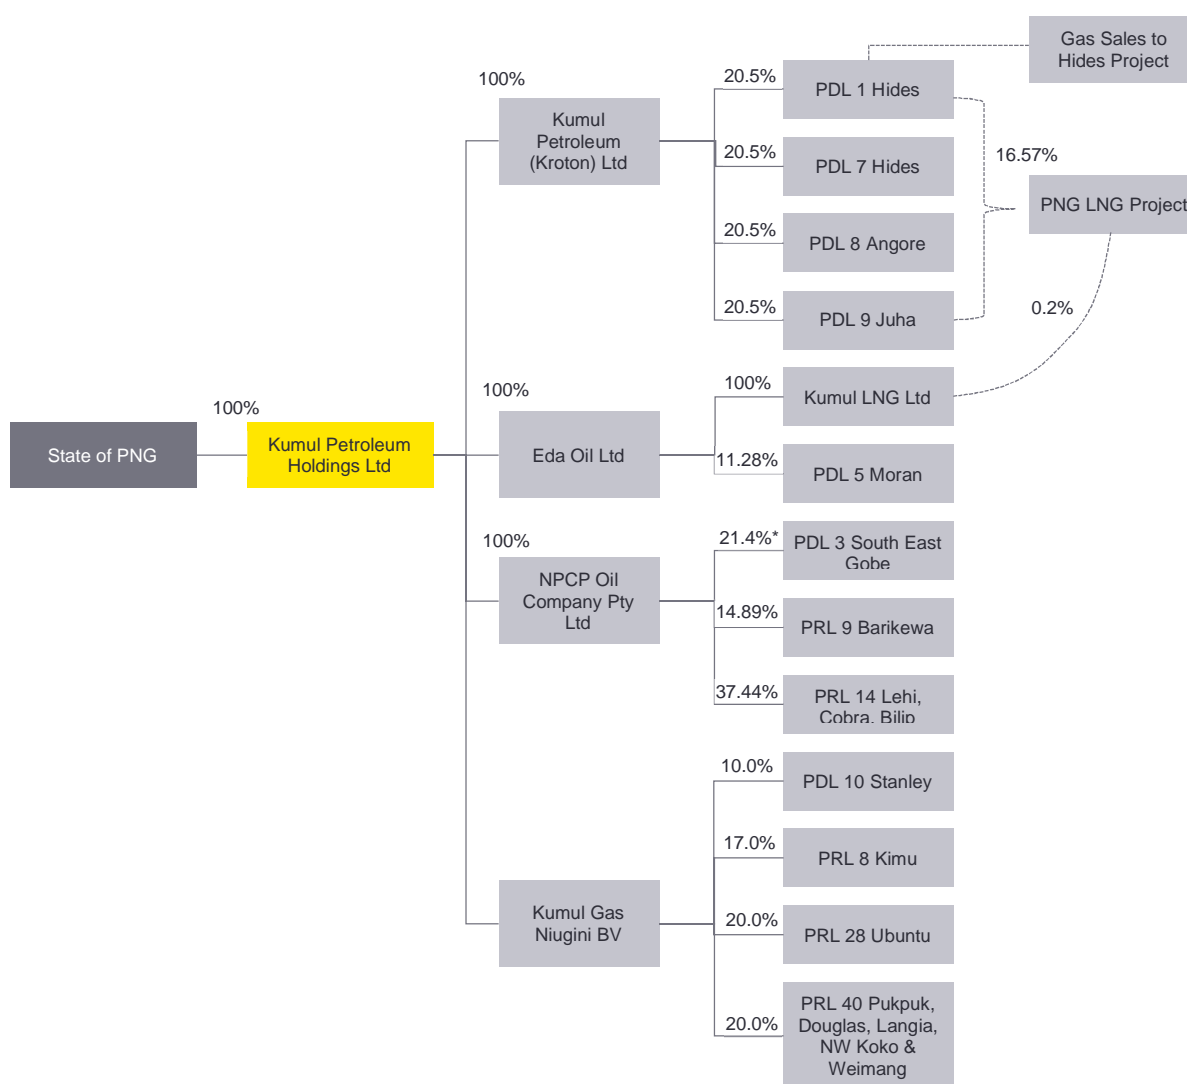 Gas Sales to
Hides Project
100%
20.5%
PDL 1 Hides
Kumul
Petroleum
(Kroton) Ltd
20.5%
PDL 7 Hides
16.57%
PNG LNG Project
20.5%
PDL 8 Angore
20.5%
PDL 9 Juha
0.2%
100%
100%
Kumul LNG Ltd
100%
State of PNG
Kumul Petroleum
Holdings Ltd
Eda Oil Ltd
11.28%
PDL 5 Moran
100%
21.4%*
PDL 3 South East
Gobe
NPCP Oil
Company Pty
Ltd
14.89%
PRL 9 Barikewa
37.44%
PRL 14 Lehi,
Cobra, Bilip
10.0%
PDL 10 Stanley
17.0%
PRL 8 Kimu
Kumul Gas
Niugini BV
20.0%
PRL 28 Ubuntu
20.0%
PRL 40 Pukpuk,
Douglas, Langia,
NW Koko &
Weimang